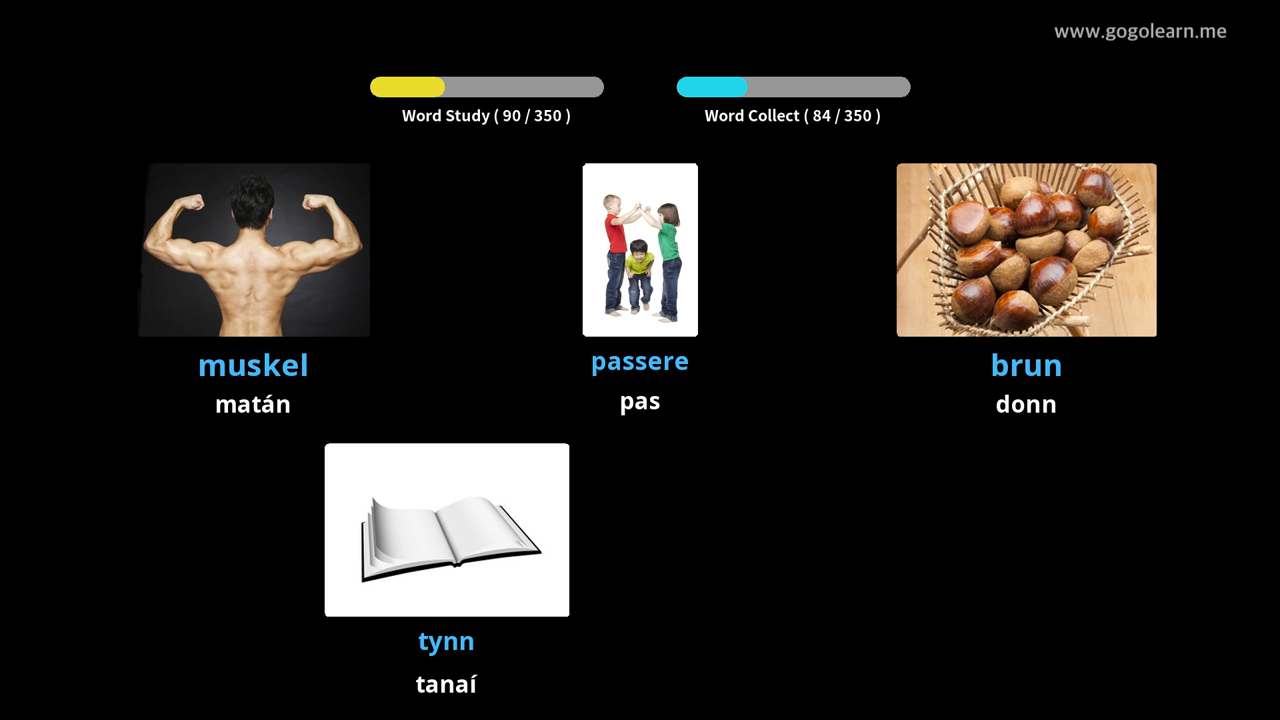 www.gogolearn.me
Word Study ( 90 / 350 )
Word Collect ( 84 / 350 )
muskel
matán
passere
pas
brun
donn
tynn
tanaí